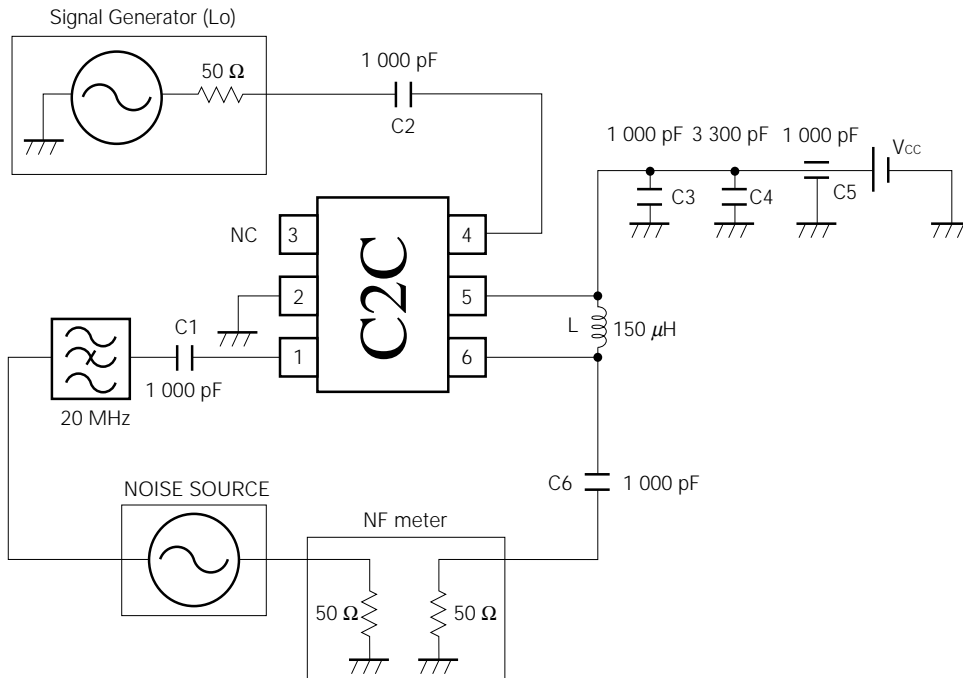 Signal Generator (Lo)
50 Ω
1 000 pF
C2
1 000 pF 3 300 pF 1 000 pF
VCC
C3
C4
C5
NC
3
4
2
5
1
6
C2C
L
150 μH
C1
1 000 pF
20 MHz
C6
1 000 pF
NOISE SOURCE
NF meter
50 Ω
50 Ω